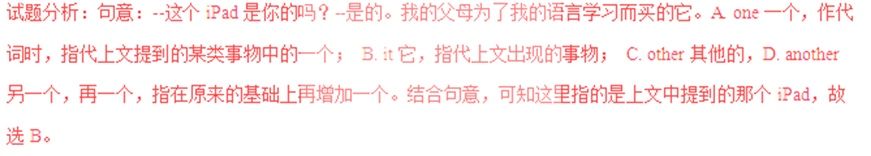 试题分析：句意：--这个 iPad 是你的吗？--是的。我的父母为了我的语言学习而买的它。A. one 一个，作代
词时，指代上文提到的某类事物中的一个； B. it 它，指代上文出现的事物； C. other 其他的，D. another
另一个，再一个，指在原来的基础上再增加一个。结合句意，可知这里指的是上文中提到的那个 iPad，故
选 B。